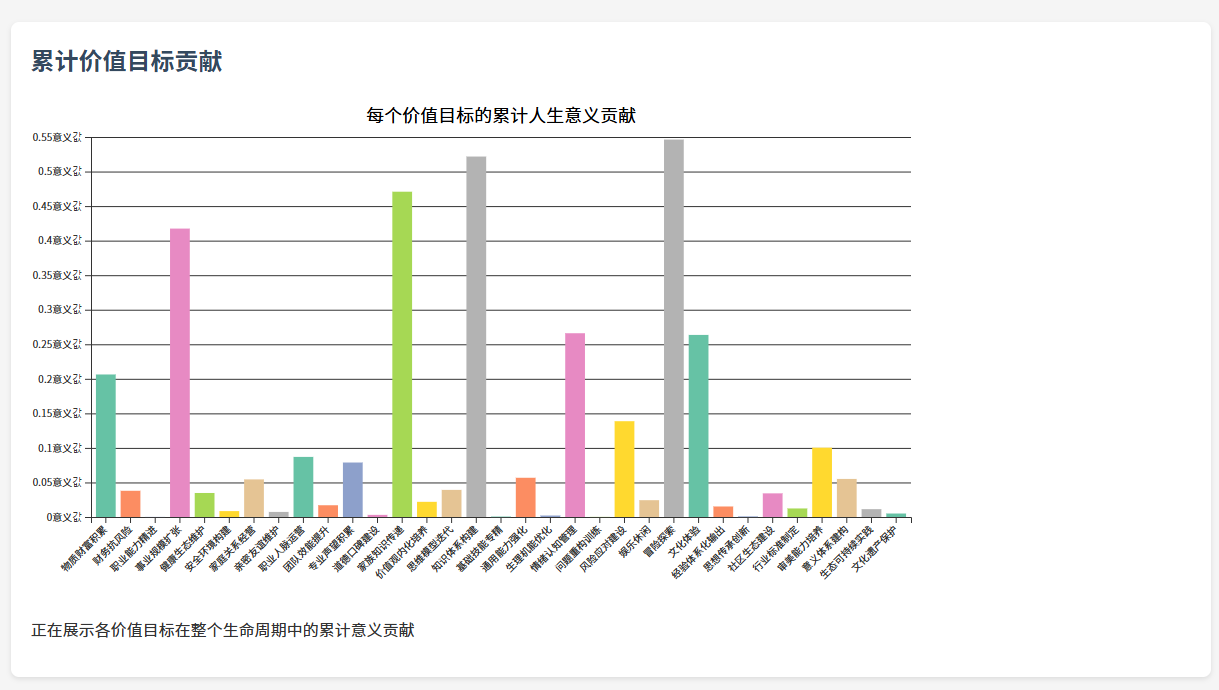 累计价值目标贡献
每个价值目标的累计人生意义贡献
0.55意义값
0.5意义값
0.45意义값
0.4意义값
0.35意义값
0.3意义값
0.25意义값
0.2意义값
0.15意义값
0.1意义값
0.05意义값
0意义값
物质财富积累
财务抗风险
职业能力精进
事业规模扩张
健康生态维护
安全环境构建
家庭关系经营
亲密友谊维护
职业人脉运营
团队效能提升
专业声望积累
道德口碑建设
家族知识传递
价值观内化培养
思维模型迭代
知识体系构建
基础技能专精
通用能力强化
生理机能优化
情绪认知管理
问题重构训练
风险应对建设
娱乐休闲
冒险探索
文化体验
经验体系化输出
思想传承创新
社区生态建设
行业标准制定
审美能力培养
意义体系建构
生态可持续实践
文化遗产保护
正在展示各价值目标在整个生命周期中的累计意义贡献